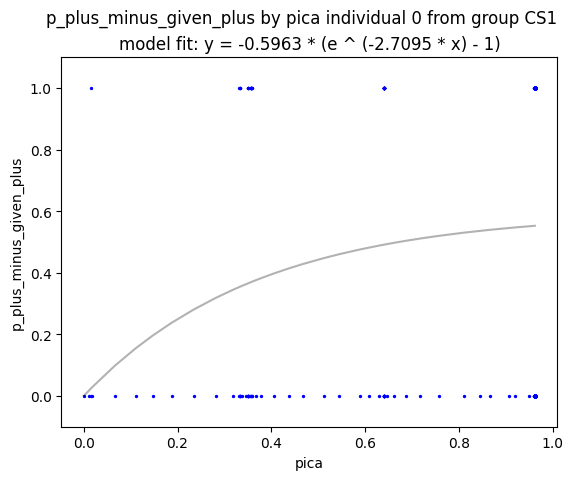 p_plus_minus_given_plus by pica individual 0 from group CS1
model fit: y = -0.5963 * (e ^ (-2.7095 * x) - 1)
1.0
0.8
0.6
0.4
0.2
0.0
p_plus_minus_given_plus
0.0 0.2 0.4 0.6 0.8 1.0
pica